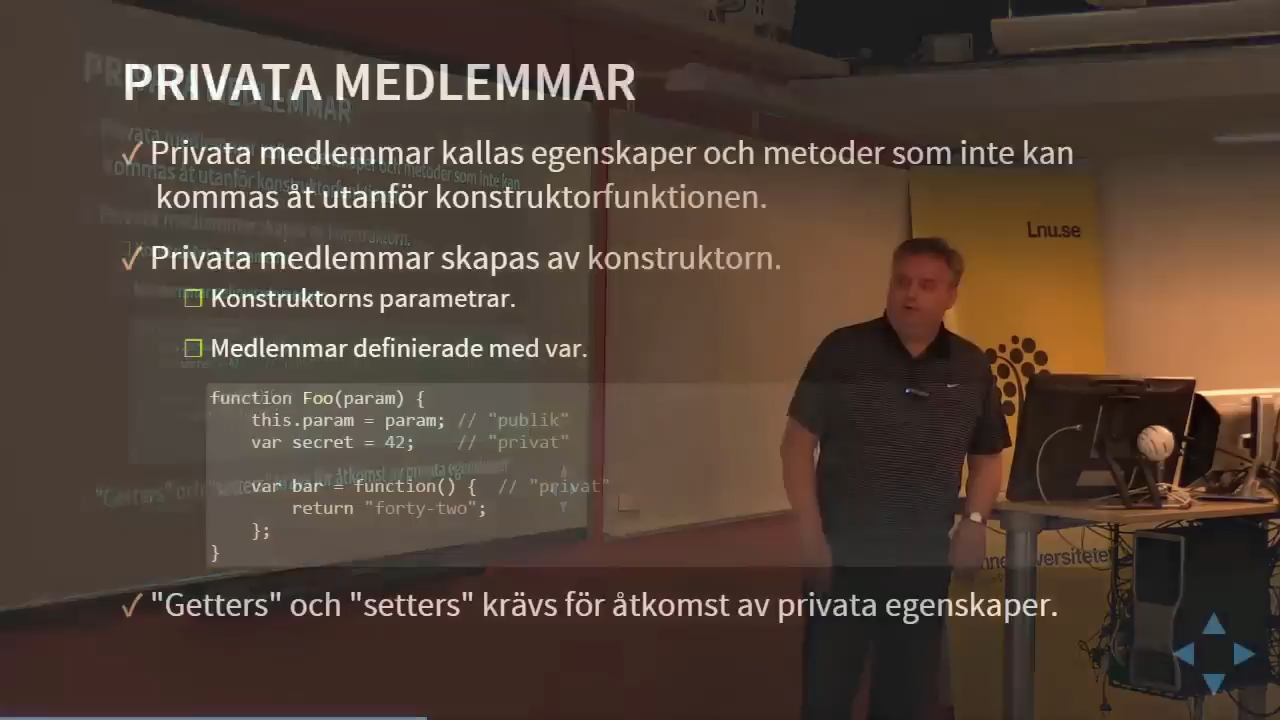 PRIVATA MEDLEMMAR
✓ Privata medlemmar kallas egenskaper och metoder som inte kan
kommas åt utanför konstruktorfunktionen.
✓ Privata medlemmar skapas av konstruktorn.
❐ Konstruktorns parametrar.
❐ Medlemmar definierade med var.
function Foo(param) {
    this.param = param; // "publik"
    var secret = 42;    // "privat"
    var bar = function() {  // "privat"
        return "forty-two";
    };
}
✓ "Getters" och "setters" krävs för åtkomst av privata egenskaper.
Lnu.se